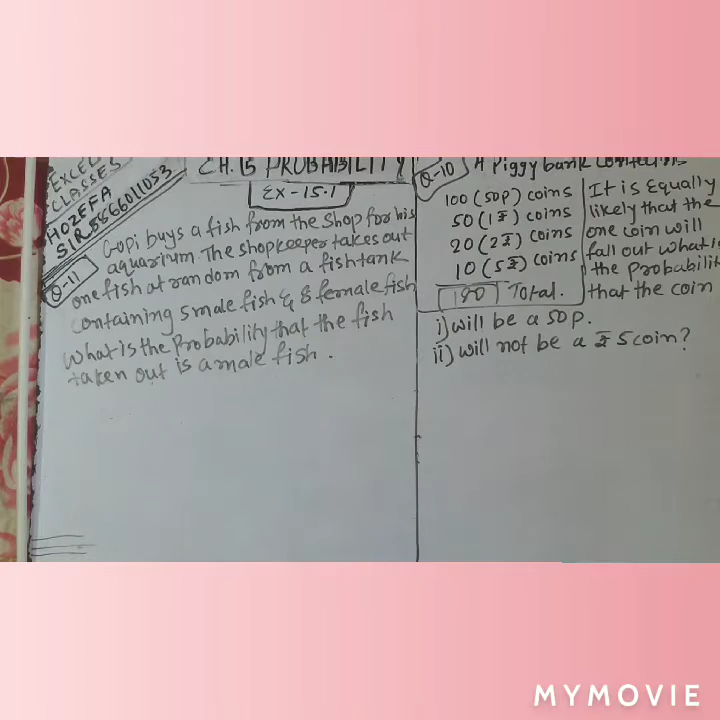 EXCEL
CLASSES
HOZEFA
SIR 8866011053
CH.15 PROBABILITY
EX-15.1
Q-11
Gopi buys a fish from the Shop for his
aquarium. The shopkeeper takes out
one fish at random from a fish tank
containing 5 male fish & 8 female fish
What is the Probability that the fish
taken out is a male fish.
Q-10 A Piggy bank
100 (50p) coins
50 (1₹) coins
20 (2₹) coins
10 (5₹) coins
180 Total.
It is Equally
likely that the
one coin will
fall out what is
the Probabilit
that the coin
i) will be a 50 p.
ii) will not be a ₹ 5 coin?
MYMOVIE